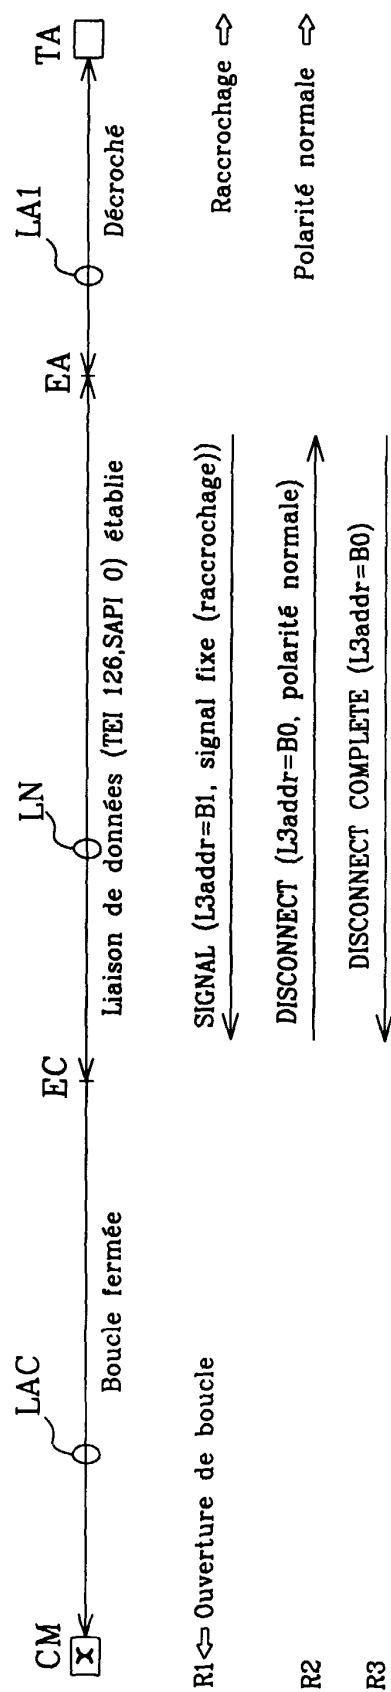 CM LAC EC LN EA LA1 TA
Boucle fermée Liaison de données (TEI 126,SAPI 0) établie Décroché
R1 ⇦ Ouverture de boucle SIGNAL (L3addr=B1, signal fixe (raccrochage)) Raccrochage ⇨
R2 DISCONNECT (L3addr=B0, polarité normale) Polarité normale ⇨
R3 DISCONNECT COMPLETE (L3addr=B0)